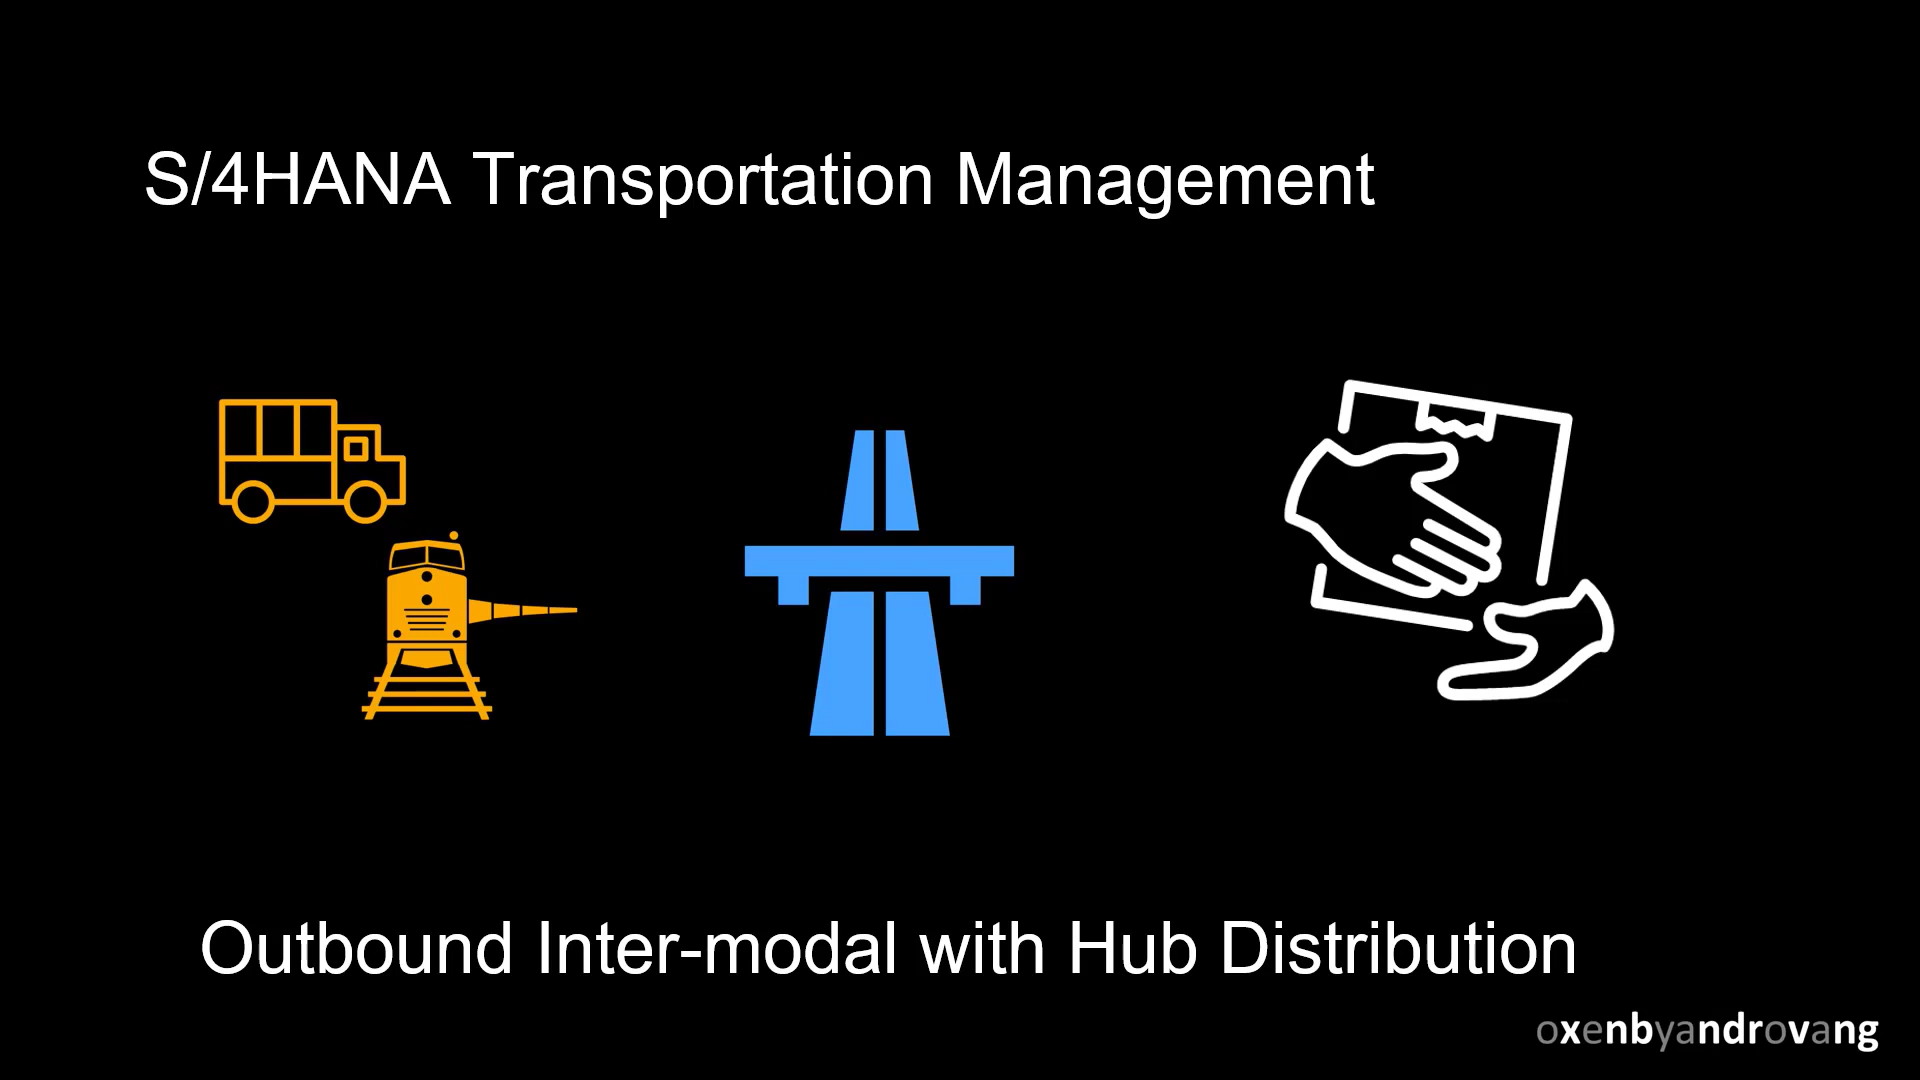 S/4HANA Transportation Management
Outbound Inter-modal with Hub Distribution
oxenbyandrovang